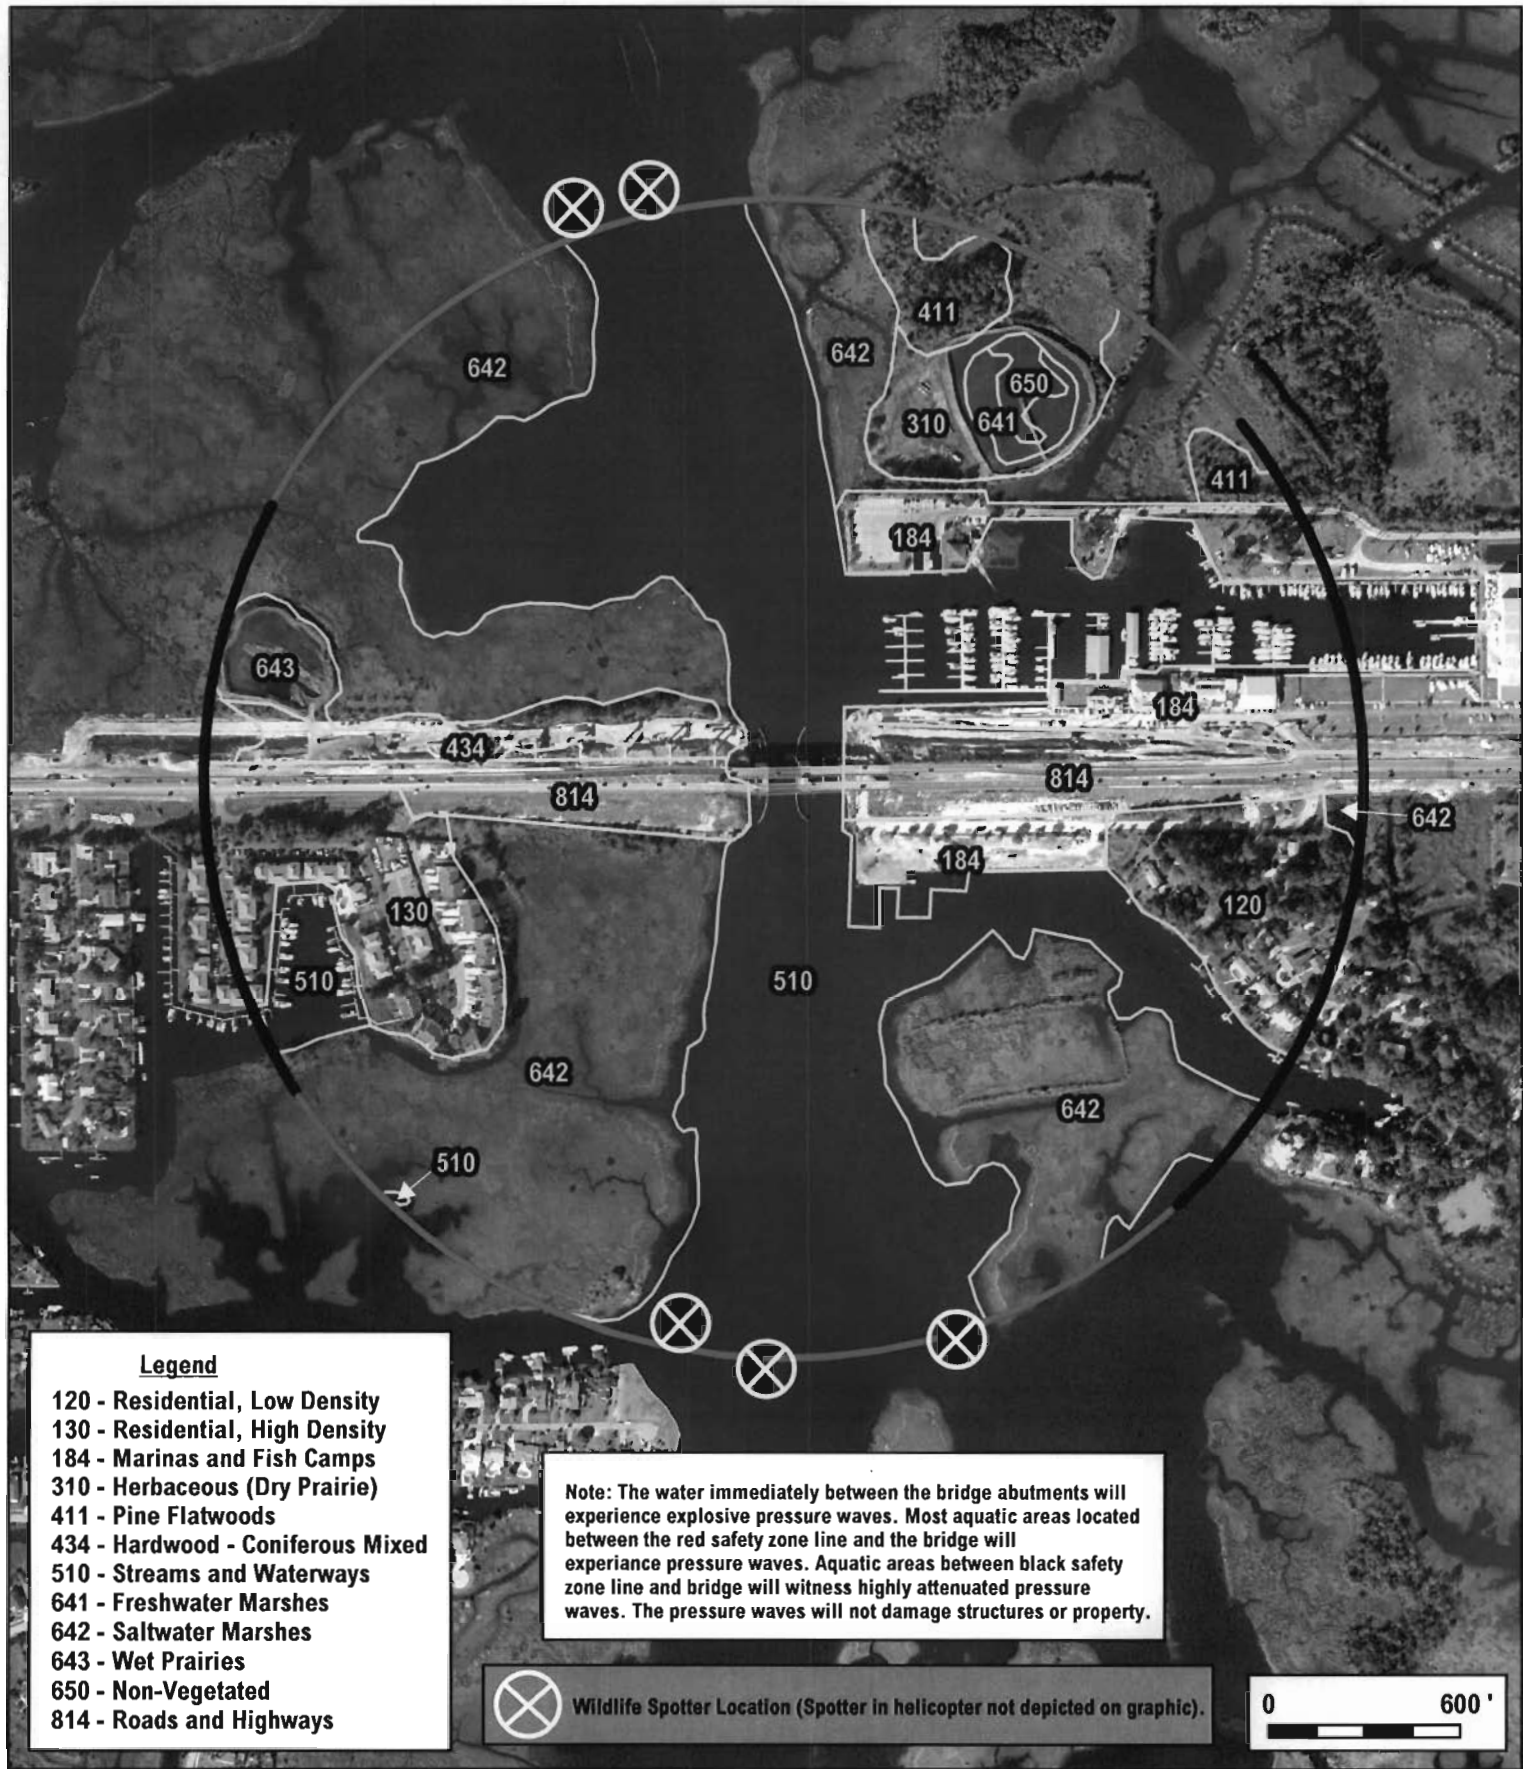 642
411
642
650
641
310
411
184
643
184
434
814
814
642
184
130
120
510
510
642
642
510
Legend
120 - Residential, Low Density
130 - Residential, High Density
184 - Marinas and Fish Camps
310 - Herbaceous (Dry Prairie)
411 - Pine Flatwoods
434 - Hardwood - Coniferous Mixed
510 - Streams and Waterways
641 - Freshwater Marshes
642 - Saltwater Marshes
643 - Wet Prairies
650 - Non-Vegetated
814 - Roads and Highways
Note: The water immediately between the bridge abutments will
experience explosive pressure waves. Most aquatic areas located
between the red safety zone line and the bridge will
experiance pressure waves. Aquatic areas between black safety
zone line and bridge will witness highly attenuated pressure
waves. The pressure waves will not damage structures or property.
Wildlife Spotter Location (Spotter in helicopter not depicted on graphic).
0 600 '